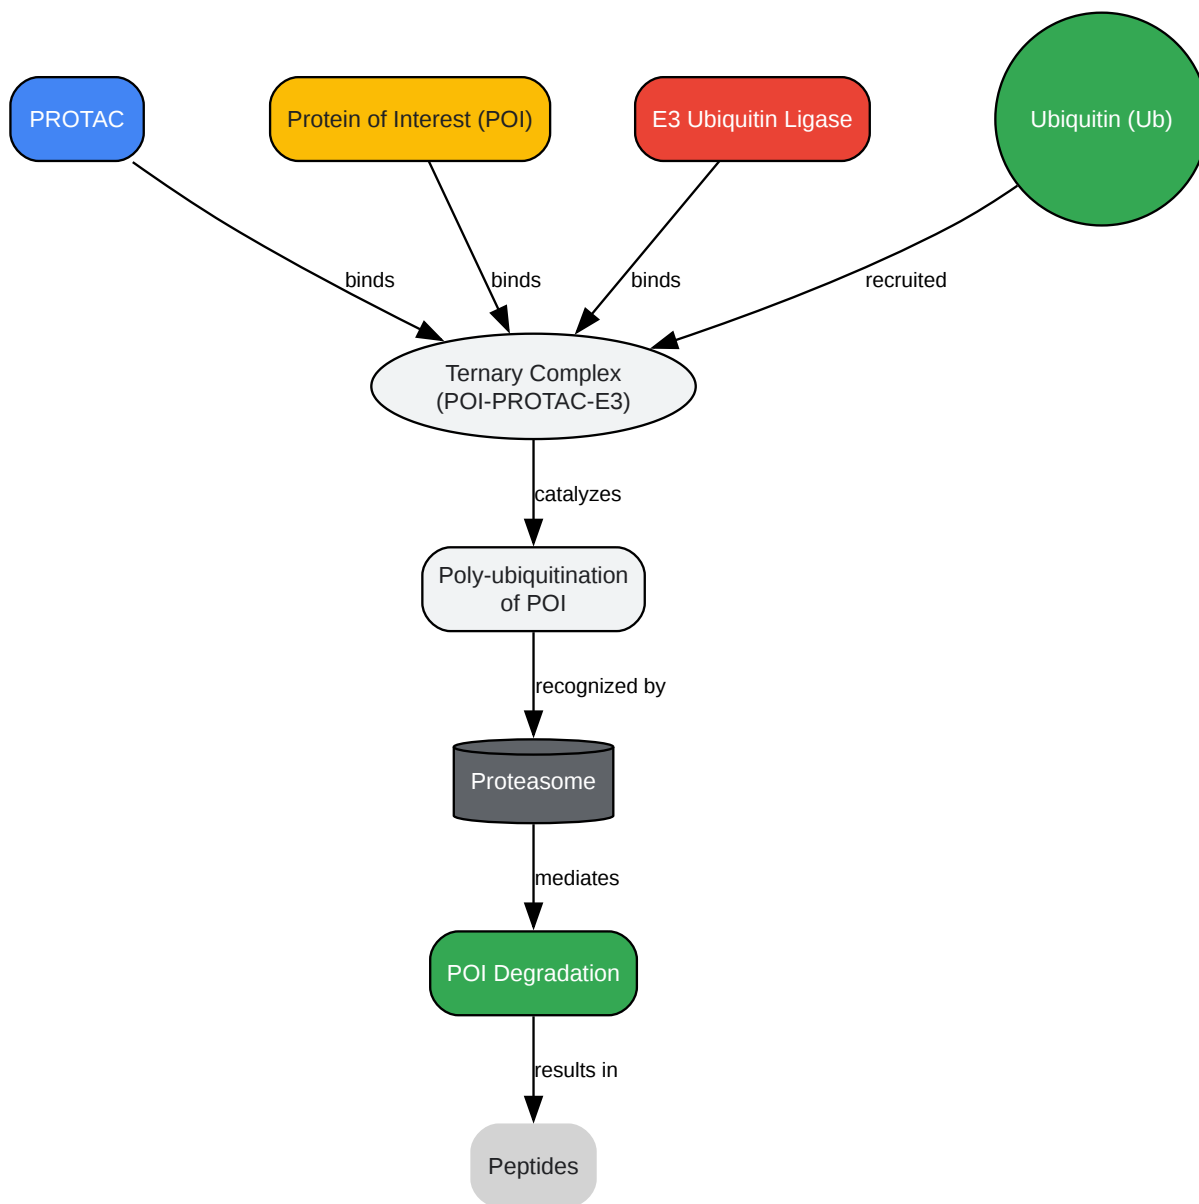 PROTAC
Protein of Interest (POI)
E3 Ubiquitin Ligase
Ubiquitin (Ub)
binds
binds
binds
recruited
Ternary Complex
(POI-PROTAC-E3)
catalyzes
Poly-ubiquitination
of POI
recognized by
Proteasome
mediates
POI Degradation
results in
Peptides